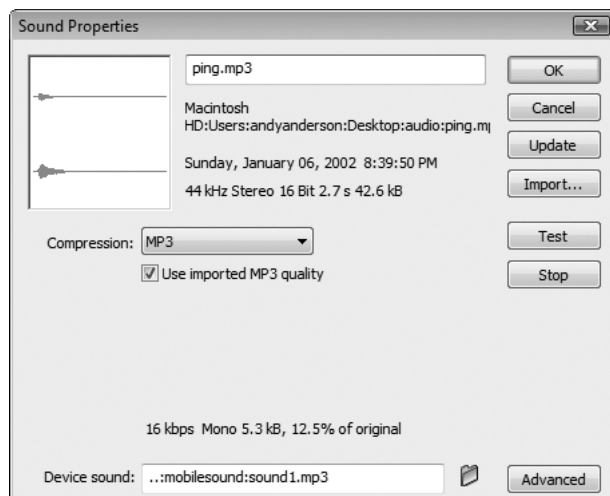 Sound Properties
ping.mp3
OK
Macintosh
HD:Users:andyanderson:Desktop:audio:ping.mp
Cancel
Sunday, January 06, 2002 8:39:50 PM
Update
44 kHz Stereo 16 Bit 2.7 s 42.6 kB
Import...
Compression: MP3
Test
Use imported MP3 quality
Stop
16 kbps Mono 5.3 kB, 12.5% of original
Device sound: ..:mobilesound:sound1.mp3
Advanced